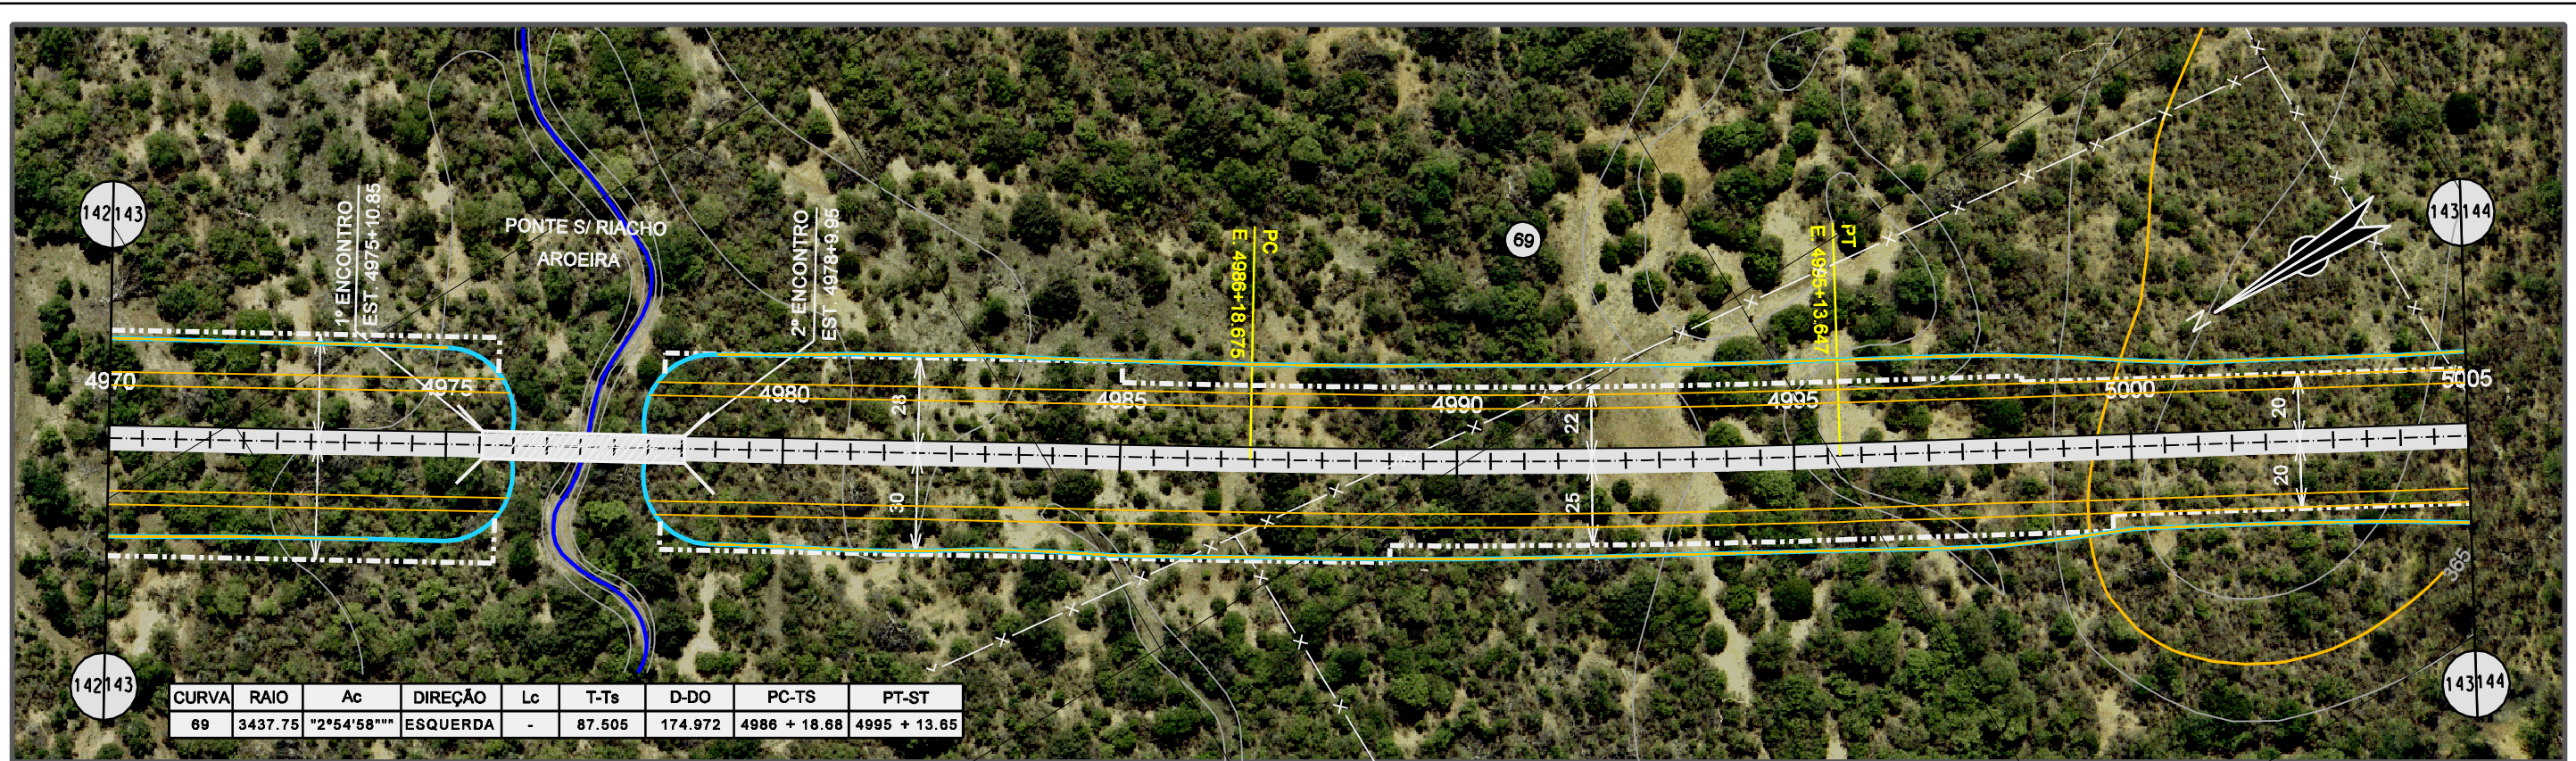 142 143
143 144
1º ENCONTRO
EST. 4975+10.85
PONTE S/ RIACHO
AROEIRA
2º ENCONTRO
EST. 4978+9.95
PC
E. 4986+18.675
69
PT
E. 4995+13.647
N
4970
4975
4980
4985
4990
4995
5000
5005
28
22
20
30
25
20
365
142 143
143 144
CURVA RAIO Ac DIREÇÃO Lc T-Ts D-DO PC-TS PT-ST
69 3437.75 "2°54'58""" ESQUERDA - 87.505 174.972 4986 + 18.68 4995 + 13.65